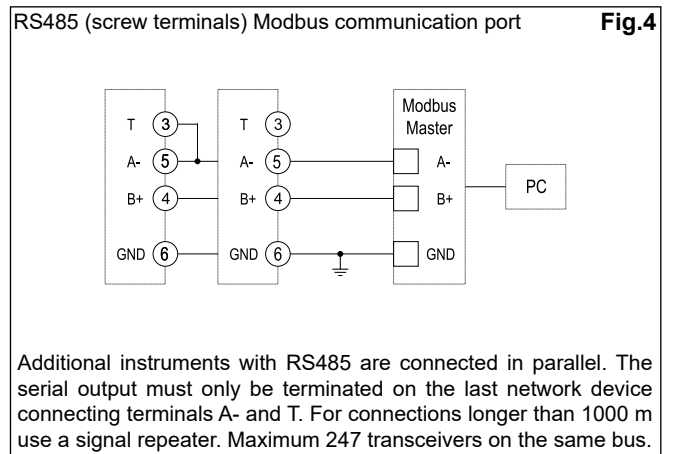 RS485 (screw terminals) Modbus communication port Fig.4
Modbus
Master
T 3 T 3
A- 5 A- 5 A-
PC
B+ 4 B+ 4 B+
GND 6 GND 6 GND
Additional instruments with RS485 are connected in parallel. The
serial output must only be terminated on the last network device
connecting terminals A- and T. For connections longer than 1000 m
use a signal repeater. Maximum 247 transceivers on the same bus.